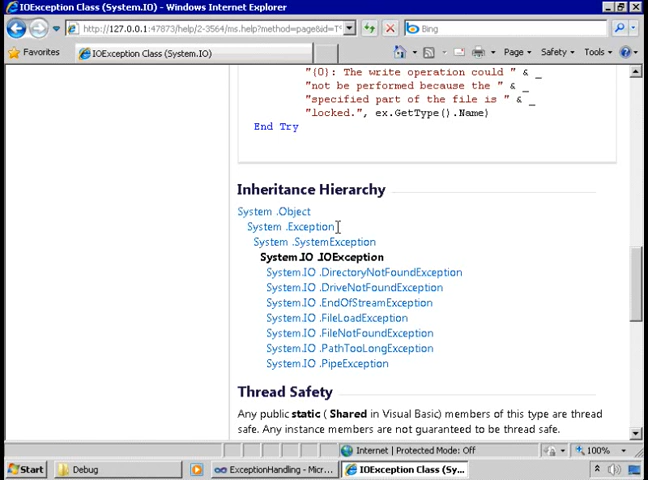 IOException Class (System.IO) - Windows Internet Explorer
http://127.0.0.1:47873/help/2-3564/ms.help?method=page&id=T
Bing
Favorites
IOException Class (System.IO)
Page
Safety
Tools
"{0}: The write operation could " & _
"not be performed because the " & _
"specified part of the file is " & _
"locked.", ex.GetType().Name)
End Try
Inheritance Hierarchy
System .Object
System .Exception
System .SystemException
System.IO .IOException
System.IO .DirectoryNotFoundException
System.IO .DriveNotFoundException
System.IO .EndOfStreamException
System.IO .FileLoadException
System.IO .FileNotFoundException
System.IO .PathTooLongException
System.IO .PipeException
Thread Safety
Any public static ( Shared in Visual Basic) members of this type are thread
safe. Any instance members are not guaranteed to be thread safe.
Internet | Protected Mode: Off
100%
Start
Debug
ExceptionHandling - Micr...
IOException Class (Sy...